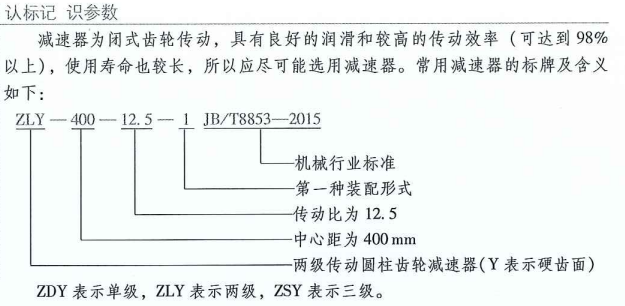 认标记 识参数
减速器为闭式齿轮传动，具有良好的润滑和较高的传动效率（可达到98%
以上），使用寿命也较长，所以应尽可能选用减速器。常用减速器的标牌及含义
如下：
ZLY—400—12.5—1 JB/T8853—2015
机械行业标准
第一种装配形式
传动比为12.5
中心距为400mm
两级传动圆柱齿轮减速器(Y表示硬齿面)
ZDY表示单级，ZLY表示两级，ZSY表示三级。